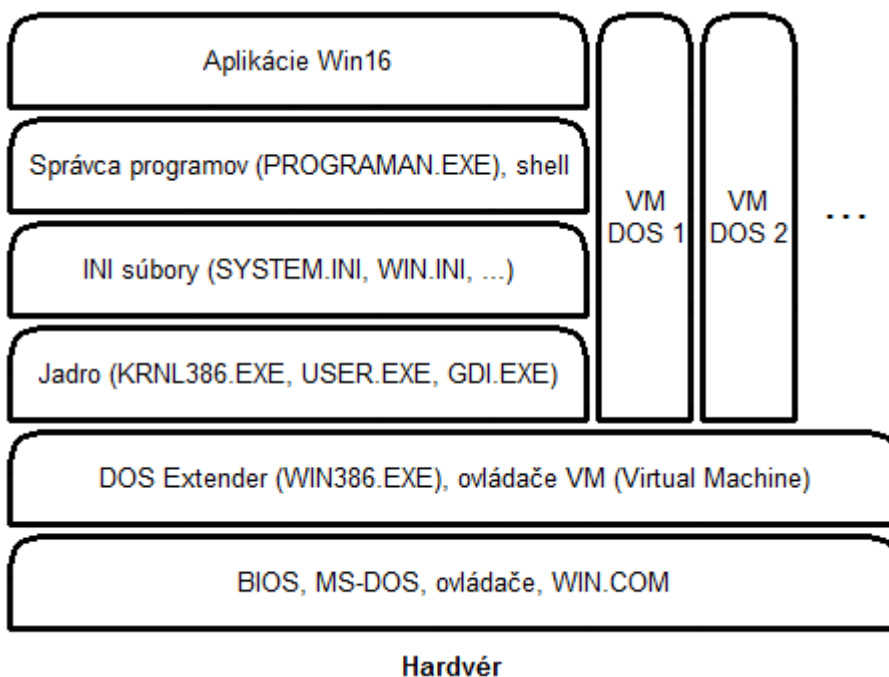 Aplikácie Win16
Správca programov (PROGRAMAN.EXE), shell
INI súbory (SYSTEM.INI, WIN.INI, ...)
Jadro (KRNL386.EXE, USER.EXE, GDI.EXE)
VM
DOS 1
VM
DOS 2
...
DOS Extender (WIN386.EXE), ovládače VM (Virtual Machine)
BIOS, MS-DOS, ovládače, WIN.COM
Hardvér